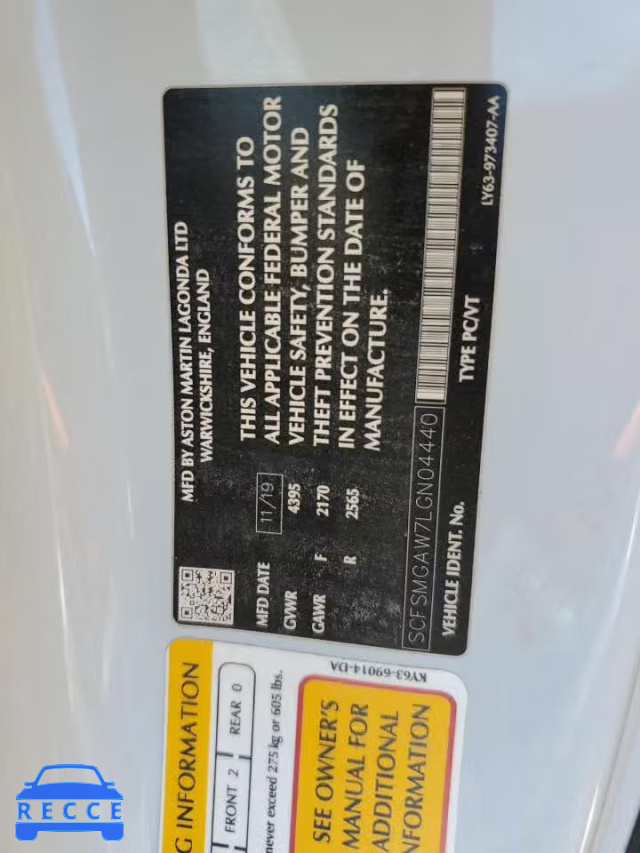 MFD BY ASTON MARTIN LAGONDA LTD
WARWICKSHIRE, ENGLAND
THIS VEHICLE CONFORMS TO
ALL APPLICABLE FEDERAL MOTOR
VEHICLE SAFETY, BUMPER AND
THEFT PREVENTION STANDARDS
IN EFFECT ON THE DATE OF
MANUFACTURE.
MFD DATE 11/19
GVWR 4395
GAWR F 2170
R 2565
SCFSMGAW7LGN04440
VEHICLE IDENT. No. TYPE PC/VT
LY63-973407-AA
G INFORMATION
FRONT 2 REAR 0
never exceed 275 kg or 605 lbs.
KY63-69014-DA
SEE OWNER'S
MANUAL FOR
ADDITIONAL
INFORMATION
RECCE